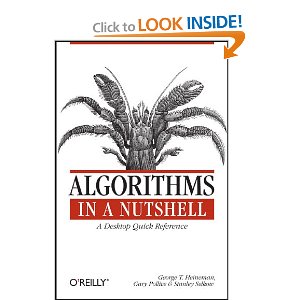 Click to LOOK INSIDE!
ALGORITHMS
IN A NUTSHELL
A Desktop Quick Reference
O'REILLY®
George T. Heineman,
Gary Pollice & Stanley Selkow